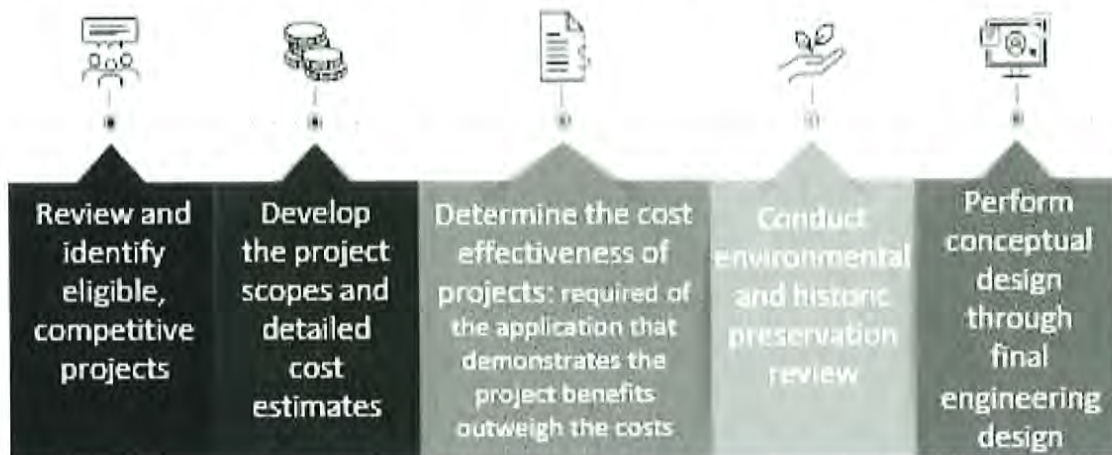 Review and
identify
eligible,
competitive
projects
Develop
the project
scopes and
detailed
cost
estimates
Determine the cost
effectiveness of
projects: required of
the application that
demonstrates the
project benefits
outweigh the costs
Conduct
environmental
and historic
preservation
review
Perform
conceptual
design
through
final
engineering
design